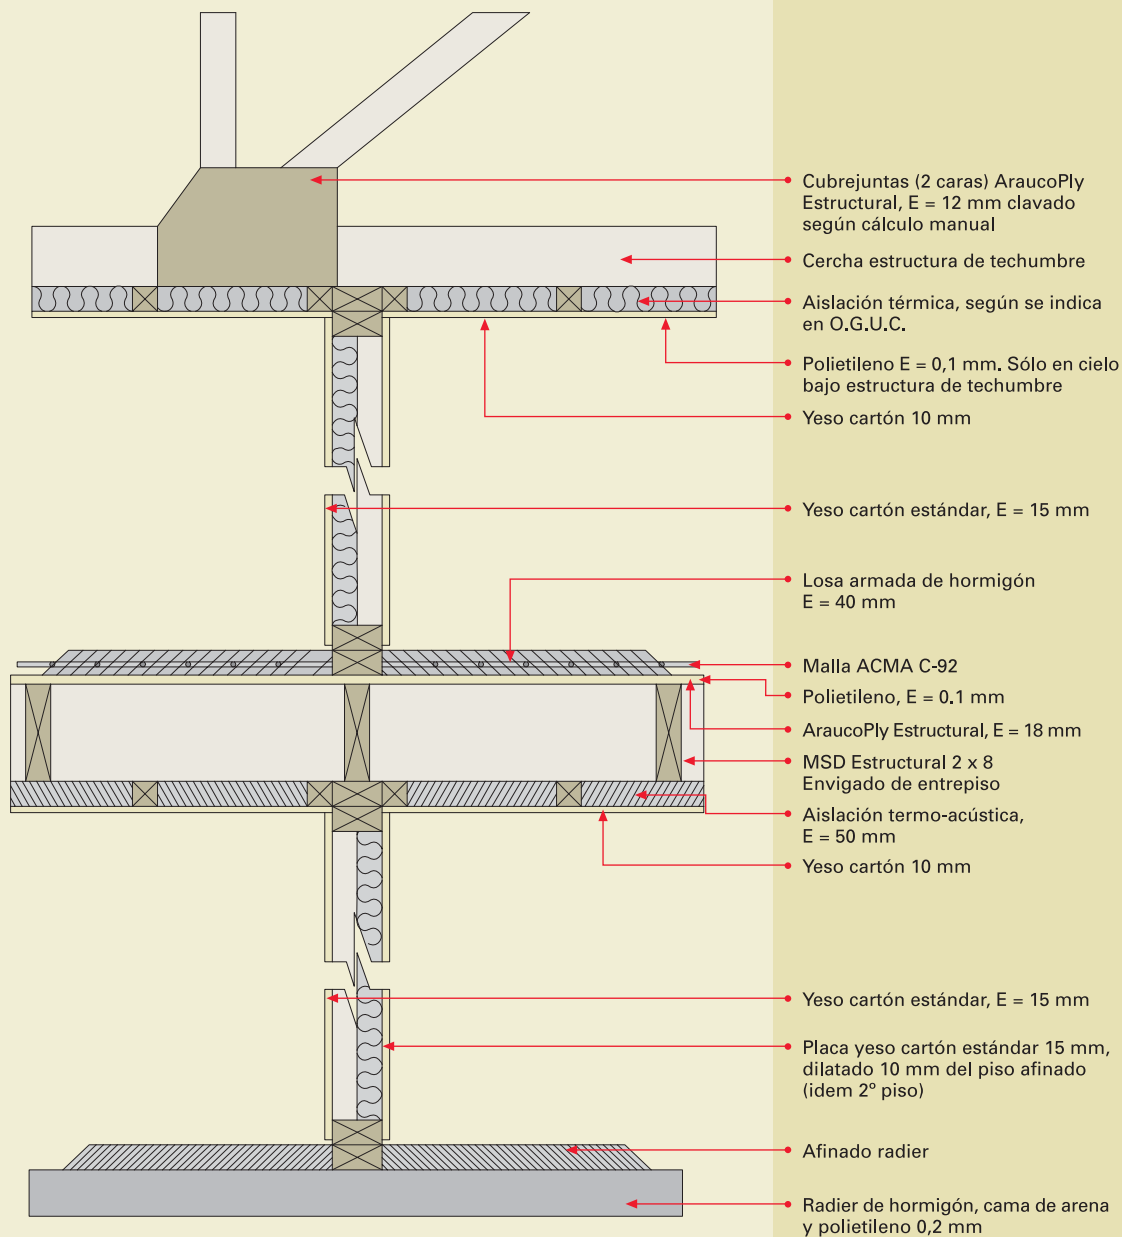 Cubrejuntas (2 caras) AraucoPly
Estructural, E = 12 mm clavado
según cálculo manual
Cercha estructura de techumbre
Aislación térmica, según se indica
en O.G.U.C.
Polietileno E = 0,1 mm. Sólo en cielo
bajo estructura de techumbre
Yeso cartón 10 mm
Yeso cartón estándar, E = 15 mm
Losa armada de hormigón
E = 40 mm
Malla ACMA C-92
Polietileno, E = 0.1 mm
AraucoPly Estructural, E = 18 mm
MSD Estructural 2 x 8
Envigado de entrepiso
Aislación termo-acústica,
E = 50 mm
Yeso cartón 10 mm
Yeso cartón estándar, E = 15 mm
Placa yeso cartón estándar 15 mm,
dilatado 10 mm del piso afinado
(idem 2º piso)
Afinado radier
Radier de hormigón, cama de arena
y polietileno 0,2 mm